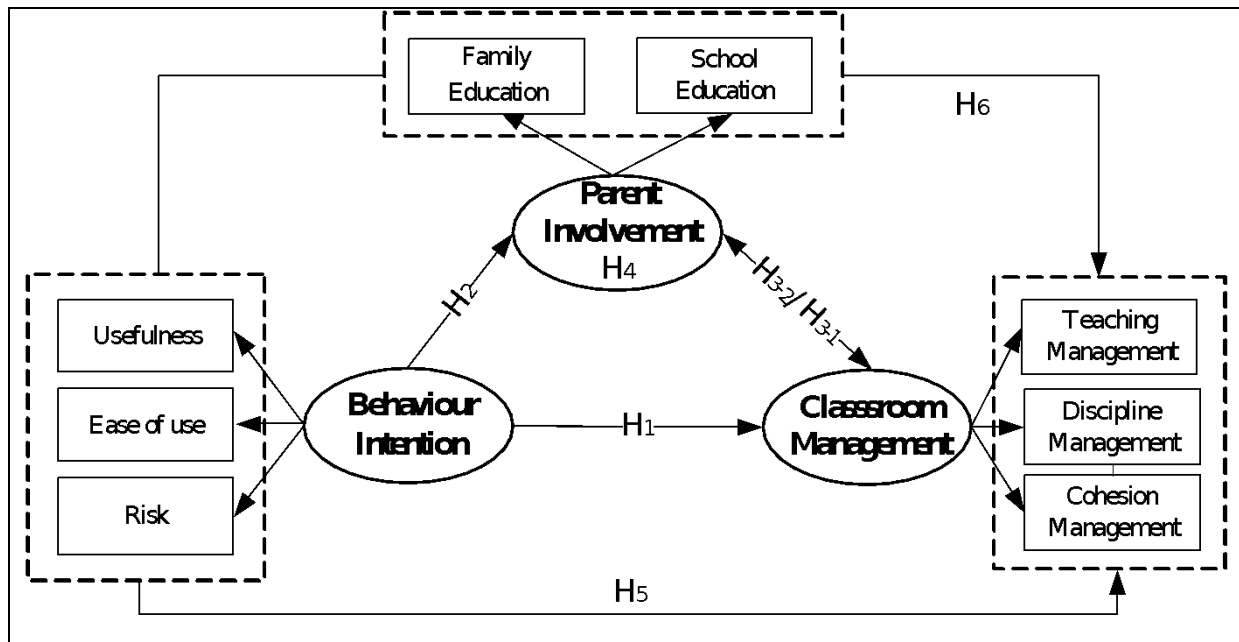 Family
Education
School
Education
H6
Parent
Involvement
H4
H2
H3-2/ H3-1
Usefulness
Ease of use
Risk
Behaviour
Intention
H1
Classsroom
Management
Teaching
Management
Discipline
Management
Cohesion
Management
H5